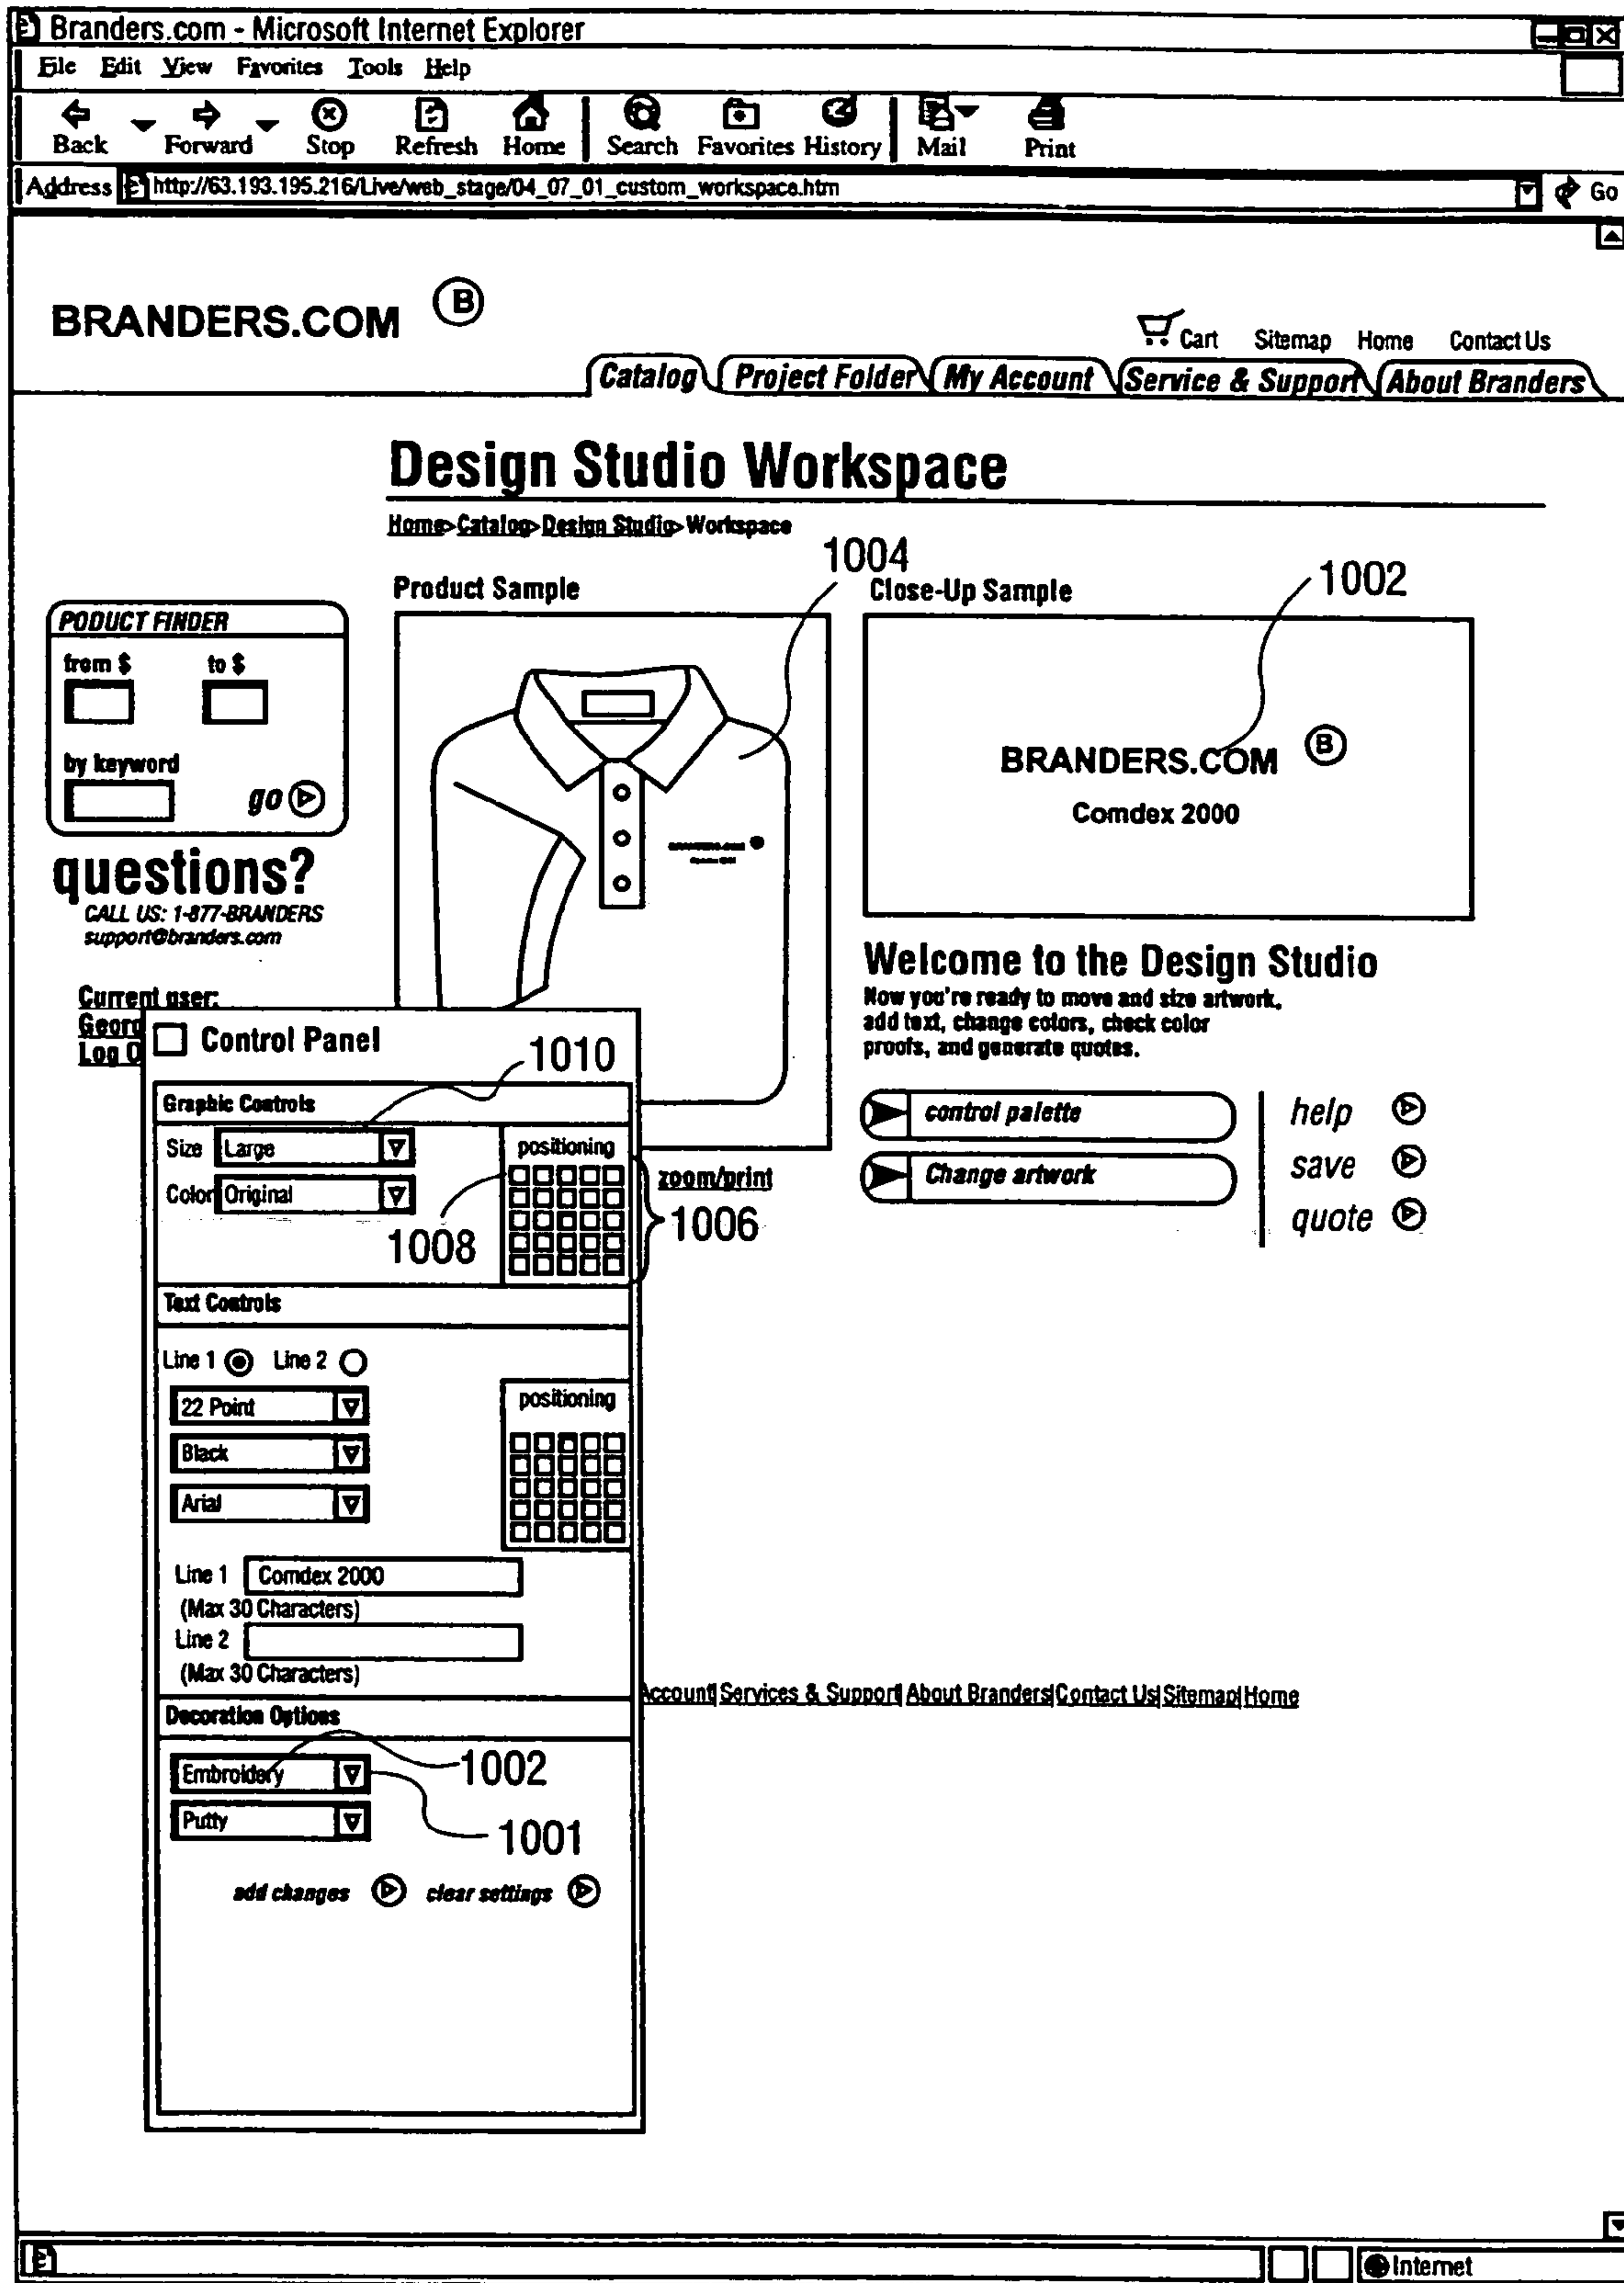 Branders.com - Microsoft Internet Explorer
File Edit View Favorites Tools Help
Back Forward Stop Refresh Home Search Favorites History Mail Print
Address http://63.193.195.216/Live/web_stage/04_07_01_custom_workspace.htm Go
BRANDERS.COM B
Cart Sitemap Home Contact Us
Catalog Project Folder My Account Service & Support About Branders
Design Studio Workspace
Home>Catalog>Design Studio>Workspace
1004
Product Sample
Close-Up Sample
1002
PODUCT FINDER
from $ to $
by keyword
go
BRANDERS.COM B
Comdex 2000
questions?
CALL US: 1-877-BRANDERS
support@branders.com
Welcome to the Design Studio
Now you're ready to move and size artwork,
add text, change colors, check color
proofs, and generate quotes.
Current user:
Georg
Log O
Control Panel
1010
Graphic Controls
Size Large
positioning
Color Original
zoom/print
1006
1008
control palette
Change artwork
help
save
quote
Text Controls
Line 1 Line 2
22 Point
positioning
Black
Arial
Line 1 Comdex 2000
(Max 30 Characters)
Line 2
(Max 30 Characters)
Account|Services & Support|About Branders|Contact Us|Sitemap|Home
Decoration Options
Embroidery
1002
Putty
1001
add changes clear settings
Internet